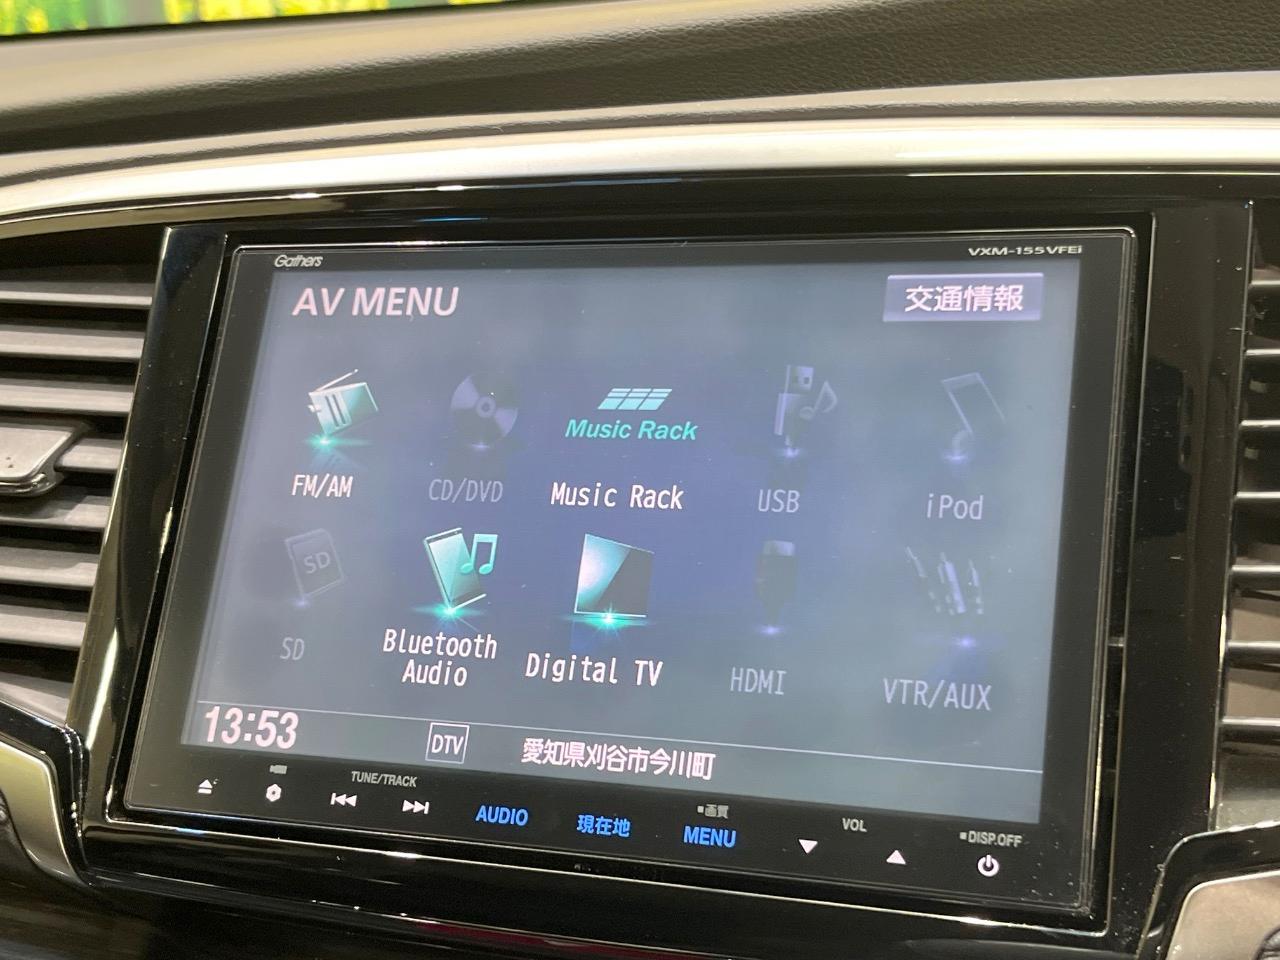 Gathers
VXM-155VFEi
AV MENU
交通情報
Music Rack
FM/AM
CD/DVD
Music Rack
USB
iPod
SD
SD
Bluetooth
Audio
Digital TV
HDMI
VTR/AUX
13:53
DTV
愛知県刈谷市今川町
TUNE/TRACK
AUDIO
現在地
■画質
MENU
VOL
■DISP.OFF